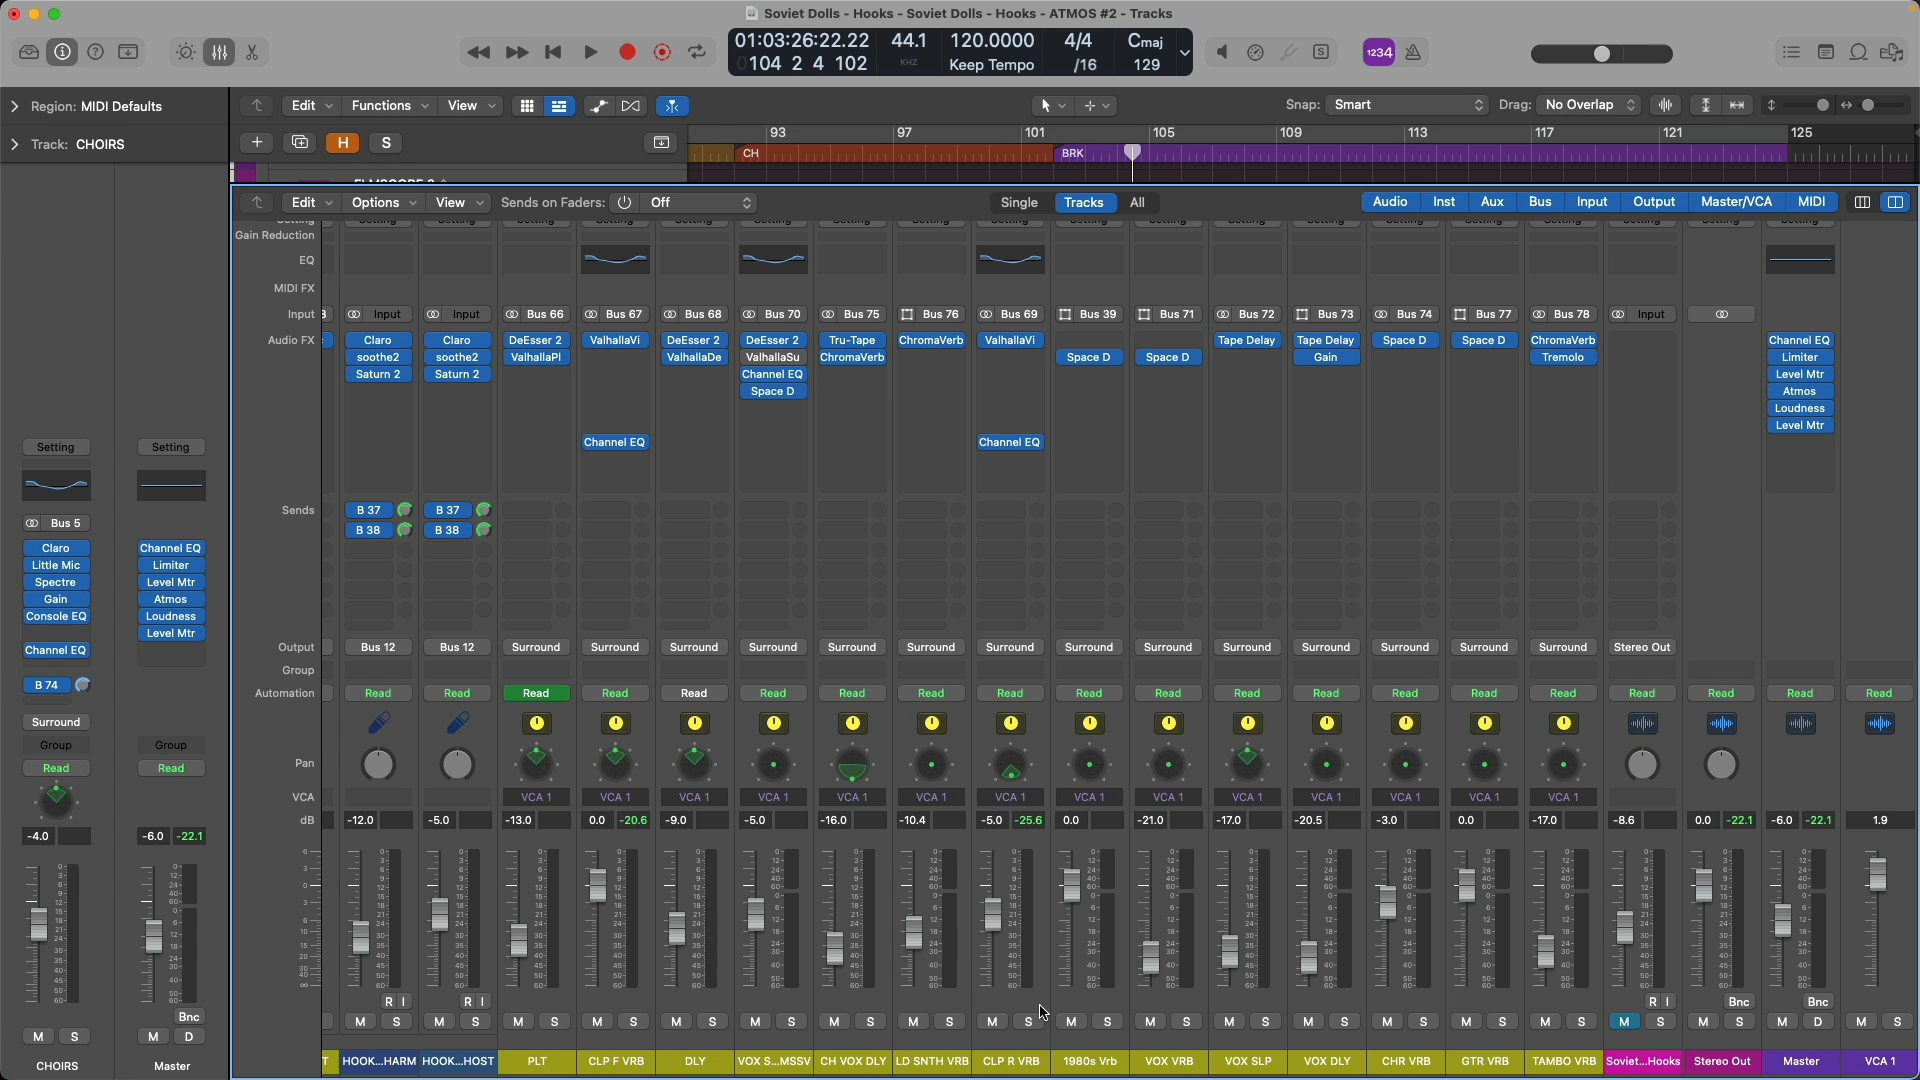 Soviet Dolls - Hooks - Soviet Dolls - Hooks - ATMOS #2 - Tracks
01:03:26:22.22 44.1 120.0000 4/4 Cmaj
104 2 4 102 KHZ Keep Tempo /16 129
1234
Region: MIDI Defaults
Edit Functions View
Snap: Smart Drag: No Overlap
Track: CHOIRS
H S
93 97 101 105 109 113 117 121 125
CH BRK
Edit Options View Sends on Faders: Off
Single Tracks All
Audio Inst Aux Bus Input Output Master/VCA MIDI
Gain Reduction
EQ
MIDI FX
Input Input Input Bus 66 Bus 67 Bus 68 Bus 70 Bus 75 Bus 76 Bus 69 Bus 39 Bus 71 Bus 72 Bus 73 Bus 74 Bus 77 Bus 78 Input
Audio FX Claro Claro DeEsser 2 ValhallaVi DeEsser 2 DeEsser 2 Tru-Tape ChromaVerb ValhallaVi Tape Delay Tape Delay Space D Space D ChromaVerb Channel EQ
soothe2 soothe2 ValhallaPl ValhallaDe ValhallaSu ChromaVerb Space D Space D Gain Tremolo Limiter
Saturn 2 Saturn 2 Channel EQ Level Mtr
Space D Atmos
Loudness
Level Mtr
Channel EQ Channel EQ
Setting Setting
Sends B 37 B 37
B 38 B 38
Bus 5
Claro Channel EQ
Little Mic Limiter
Spectre Level Mtr
Gain Atmos
Console EQ Loudness
Level Mtr
Channel EQ
B 74
Output Bus 12 Bus 12 Surround Surround Surround Surround Surround Surround Surround Surround Surround Surround Surround Surround Surround Surround Stereo Out
Group
Automation Read Read Read Read Read Read Read Read Read Read Read Read Read Read Read Read Read Read Read Read
Surround
Group Group
Read Read
Pan
VCA VCA 1 VCA 1 VCA 1 VCA 1 VCA 1 VCA 1 VCA 1 VCA 1 VCA 1 VCA 1 VCA 1 VCA 1 VCA 1 VCA 1
dB -12.0 -5.0 -13.0 0.0 -20.6 -9.0 -5.0 -16.0 -10.4 -5.0 -25.6 0.0 -21.0 -17.0 -20.5 -3.0 0.0 -17.0 -8.6 0.0 -22.1 -6.0 -22.1 1.9
-4.0 -6.0 -22.1
R I R I R I Bnc Bnc
Bnc
M S M S M S M S M S M S M S M S M S M S M S M S M S M S M S M S M S M S M D M S
M S M D
T HOOK...HARM HOOK...HOST PLT CLP F VRB DLY VOX S...MSSV CH VOX DLY LD SNTH VRB CLP R VRB 1980s Vrb VOX VRB VOX SLP VOX DLY CHR VRB GTR VRB TAMBO VRB Soviet...Hooks Stereo Out Master VCA 1
CHOIRS Master